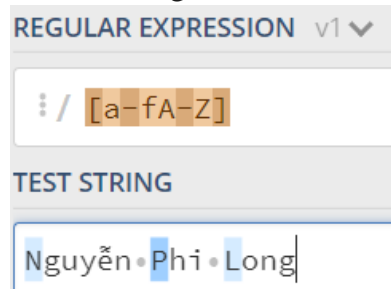 REGULAR EXPRESSION v1
/ [a-fA-Z]
TEST STRING
Nguyễn·Phi·Long